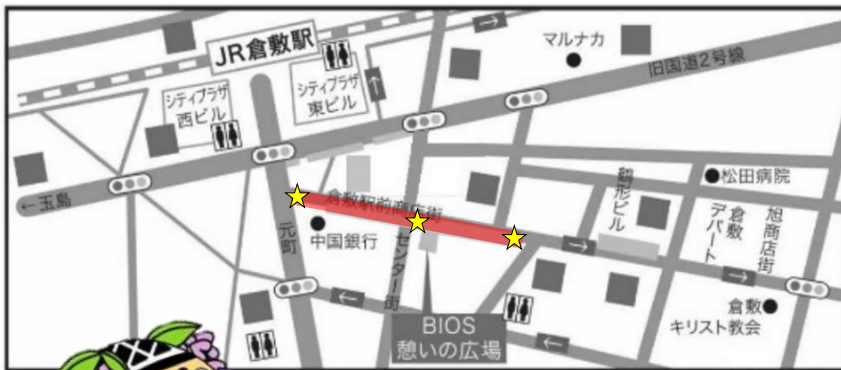 JR倉敷駅
マルナカ
旧国道2号線
シティプラザ
東ビル
シティプラザ
西ビル
←玉島
倉敷駅前商店街
中国銀行
元町
センター街
鶴形ビル
松田病院
倉敷
デパート
旭商店街
BIOS
憩いの広場
倉敷
キリスト教会